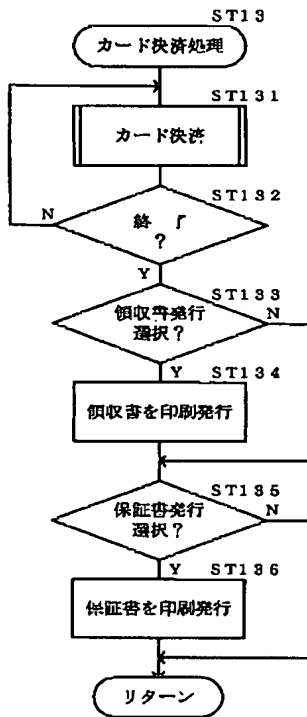 ST13
カード決済処理
ST131
カード決済
ST132
N
終了
?
Y
ST133
領収書発行
選択?
N
Y
ST134
領収書を印刷発行
ST135
保証書発行
選択?
N
Y
ST136
保証書を印刷発行
リターン